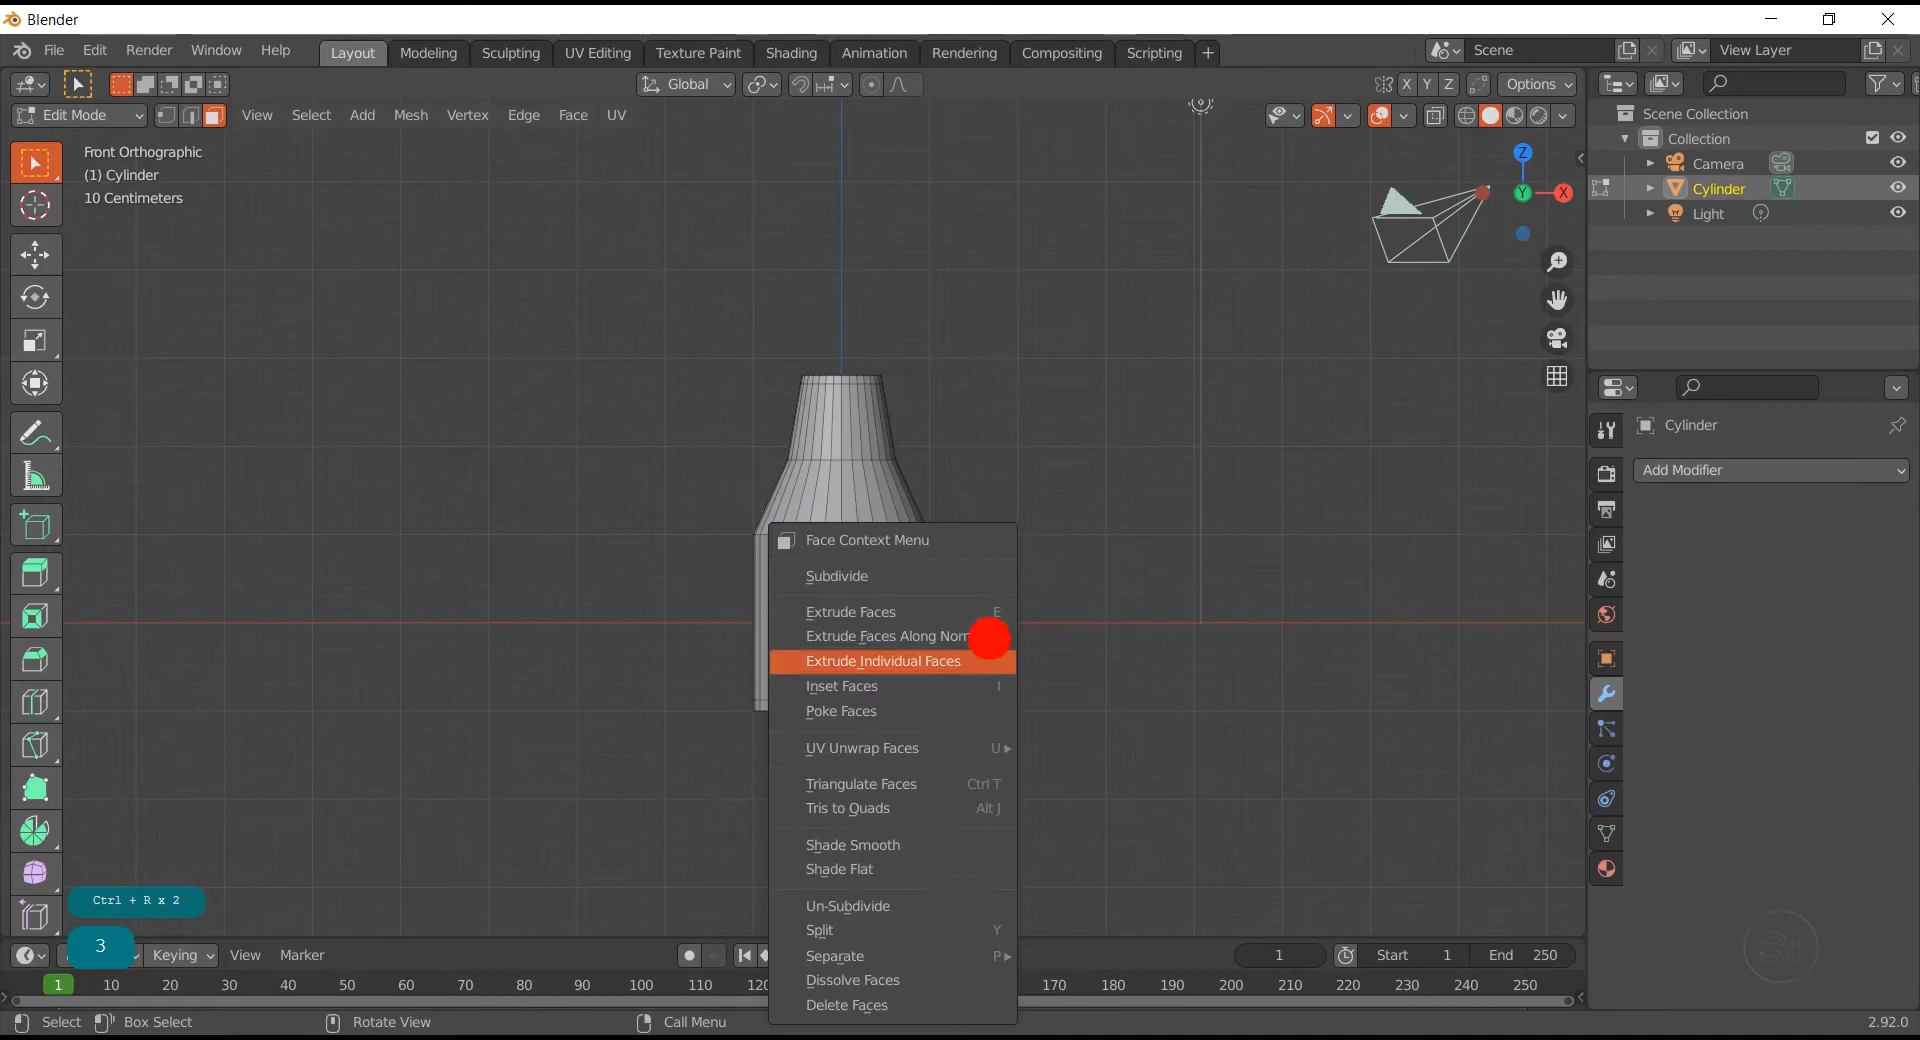 Blender
File Edit Render Window Help
Layout Modeling Sculpting UV Editing Texture Paint Shading Animation Rendering Compositing Scripting +
Scene View Layer
Global X Y Z Options
Edit Mode View Select Add Mesh Vertex Edge Face UV
Front Orthographic
(1) Cylinder
10 Centimeters
Z
Y X
Scene Collection
Collection
Camera
Cylinder
Light
Cylinder
Add Modifier
Face Context Menu
Subdivide
Extrude Faces E
Extrude Faces Along
Extrude Individual Faces
Inset Faces I
Poke Faces
UV Unwrap Faces U
Triangulate Faces Ctrl T
Tris to Quads Alt J
Shade Smooth
Shade Flat
Un-Subdivide
Split Y
Separate P
Dissolve Faces
Delete Faces
Ctrl + R x 2
3
Keying View Marker
1 Start 1 End 250
1 10 20 30 40 50 60 70 80 90 100 110 170 180 190 200 210 220 230 240 250
Select Box Select Rotate View Call Menu 2.92.0